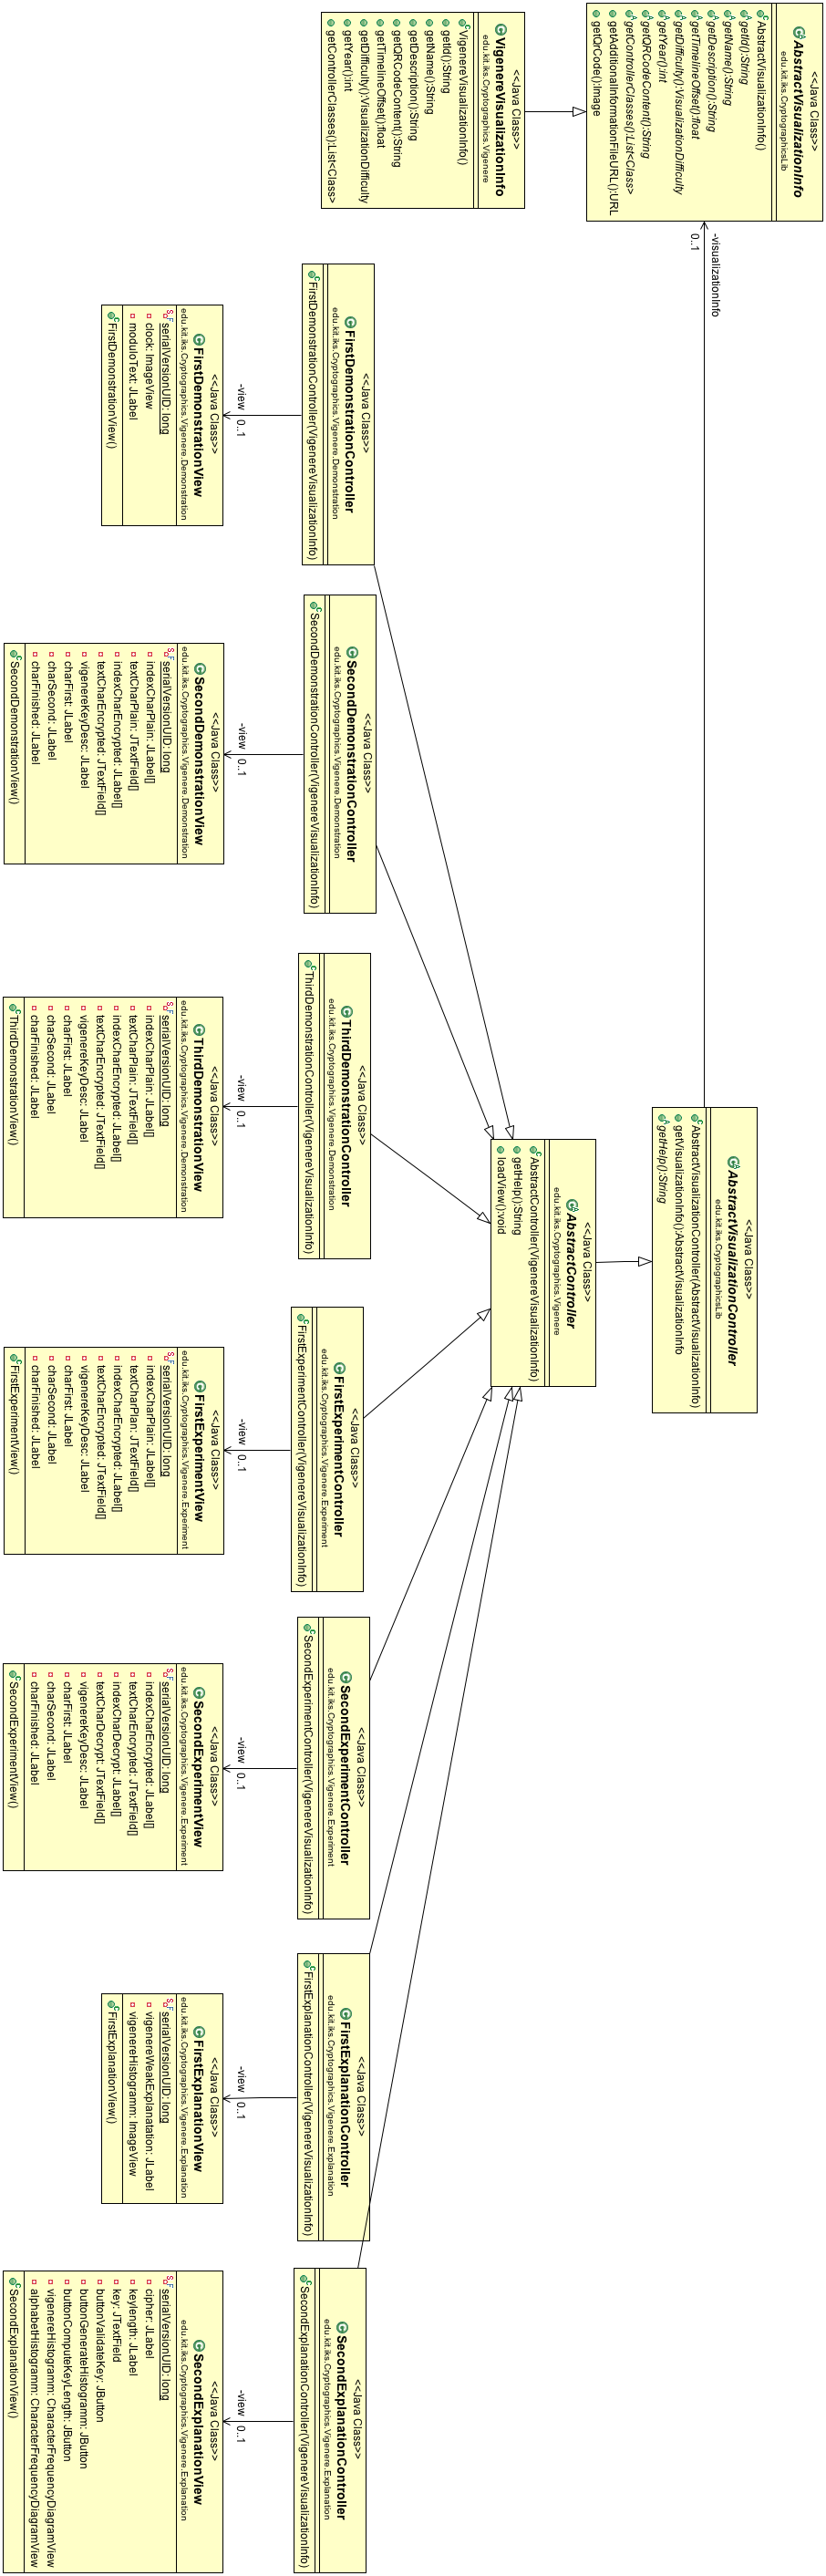 <<Java Class>>
AbstractVisualizationInfo
edu.kit.iks.CryptographicsLib
AbstractVisualizationInfo()
getId():String
getName():String
getDescription():String
getTimelineOffset():float
getDifficulty():VisualizationDifficulty
getYear():int
getQRCodeContent():String
getControllerClasses():List<Class>
getAdditionalInformationFileURL():URL
getQrCode():Image
-visualizationInfo
0..1
<<Java Class>>
AbstractVisualizationController
edu.kit.iks.CryptographicsLib
AbstractVisualizationController(AbstractVisualizationInfo)
getVisualizationInfo():AbstractVisualizationInfo
getHelp():String
<<Java Class>>
VigenereVisualizationInfo
edu.kit.iks.Cryptographics.Vigenere
VigenereVisualizationInfo()
getId():String
getName():String
getDescription():String
getQRCodeContent():String
getTimelineOffset():float
getDifficulty():VisualizationDifficulty
getYear():int
getControllerClasses():List<Class>
<<Java Class>>
AbstractController
edu.kit.iks.Cryptographics.Vigenere
AbstractController(VigenereVisualizationInfo)
getHelp():String
loadView():void
<<Java Class>>
FirstDemonstrationController
edu.kit.iks.Cryptographics.Vigenere.Demonstration
FirstDemonstrationController(VigenereVisualizationInfo)
<<Java Class>>
SecondDemonstrationController
edu.kit.iks.Cryptographics.Vigenere.Demonstration
SecondDemonstrationController(VigenereVisualizationInfo)
<<Java Class>>
ThirdDemonstrationController
edu.kit.iks.Cryptographics.Vigenere.Demonstration
ThirdDemonstrationController(VigenereVisualizationInfo)
<<Java Class>>
FirstExperimentController
edu.kit.iks.Cryptographics.Vigenere.Experiment
FirstExperimentController(VigenereVisualizationInfo)
<<Java Class>>
SecondExperimentController
edu.kit.iks.Cryptographics.Vigenere.Experiment
SecondExperimentController(VigenereVisualizationInfo)
<<Java Class>>
FirstExplanationController
edu.kit.iks.Cryptographics.Vigenere.Explanation
FirstExplanationController(VigenereVisualizationInfo)
<<Java Class>>
SecondExplanationController
edu.kit.iks.Cryptographics.Vigenere.Explanation
SecondExplanationController(VigenereVisualizationInfo)
-view 0..1
-view 0..1
-view 0..1
-view 0..1
-view 0..1
-view 0..1
-view 0..1
<<Java Class>>
FirstDemonstrationView
edu.kit.iks.Cryptographics.Vigenere.Demonstration
serialVersionUID: long
clock: ImageView
moduloText: JLabel
FirstDemonstrationView()
<<Java Class>>
SecondDemonstrationView
edu.kit.iks.Cryptographics.Vigenere.Demonstration
serialVersionUID: long
indexCharPlain: JLabel[]
textCharPlain: JTextField[]
indexCharEncrypted: JLabel[]
textCharEncrypted: JTextField[]
vigenereKeyDesc: JLabel
charFirst: JLabel
charSecond: JLabel
charFinished: JLabel
SecondDemonstrationView()
<<Java Class>>
ThirdDemonstrationView
edu.kit.iks.Cryptographics.Vigenere.Demonstration
serialVersionUID: long
indexCharPlain: JLabel[]
textCharPlain: JTextField[]
indexCharEncrypted: JLabel[]
textCharEncrypted: JTextField[]
vigenereKeyDesc: JLabel
charFirst: JLabel
charSecond: JLabel
charFinished: JLabel
ThirdDemonstrationView()
<<Java Class>>
FirstExperimentView
edu.kit.iks.Cryptographics.Vigenere.Experiment
serialVersionUID: long
indexCharPlain: JLabel[]
textCharPlan: JTextField[]
indexCharEncrypted: JLabel[]
textCharEncrypted: JTextField[]
vigenereKeyDesc: JLabel
charFirst: JLabel
charSecond: JLabel
charFinished: JLabel
FirstExperimentView()
<<Java Class>>
SecondExperimentView
edu.kit.iks.Cryptographics.Vigenere.Experiment
serialVersionUID: long
indexCharEncrypted: JLabel[]
textCharEncrypted: JTextField[]
indexCharDecrypt: JLabel[]
textCharDecrypt: JTextField[]
vigenereKeyDesc: JLabel
charFirst: JLabel
charSecond: JLabel
charFinished: JLabel
SecondExperimentView()
<<Java Class>>
FirstExplanationView
edu.kit.iks.Cryptographics.Vigenere.Explanation
serialVersionUID: long
vigenereWeakExplanatation: JLabel
vigenereHistogramm: ImageView
FirstExplanationView()
<<Java Class>>
SecondExplanationView
edu.kit.iks.Cryptographics.Vigenere.Explanation
serialVersionUID: long
cipher: JLabel
keylength: JLabel
key: JTextField
buttonValidateKey: JButton
buttonGenerateHistogramm: JButton
buttonComputeKeyLength: JButton
vigenereHistogramm: CharacterFrequencyDiagramView
alphabetHistogramm: CharacterFrequencyDiagramView
SecondExplanationView()